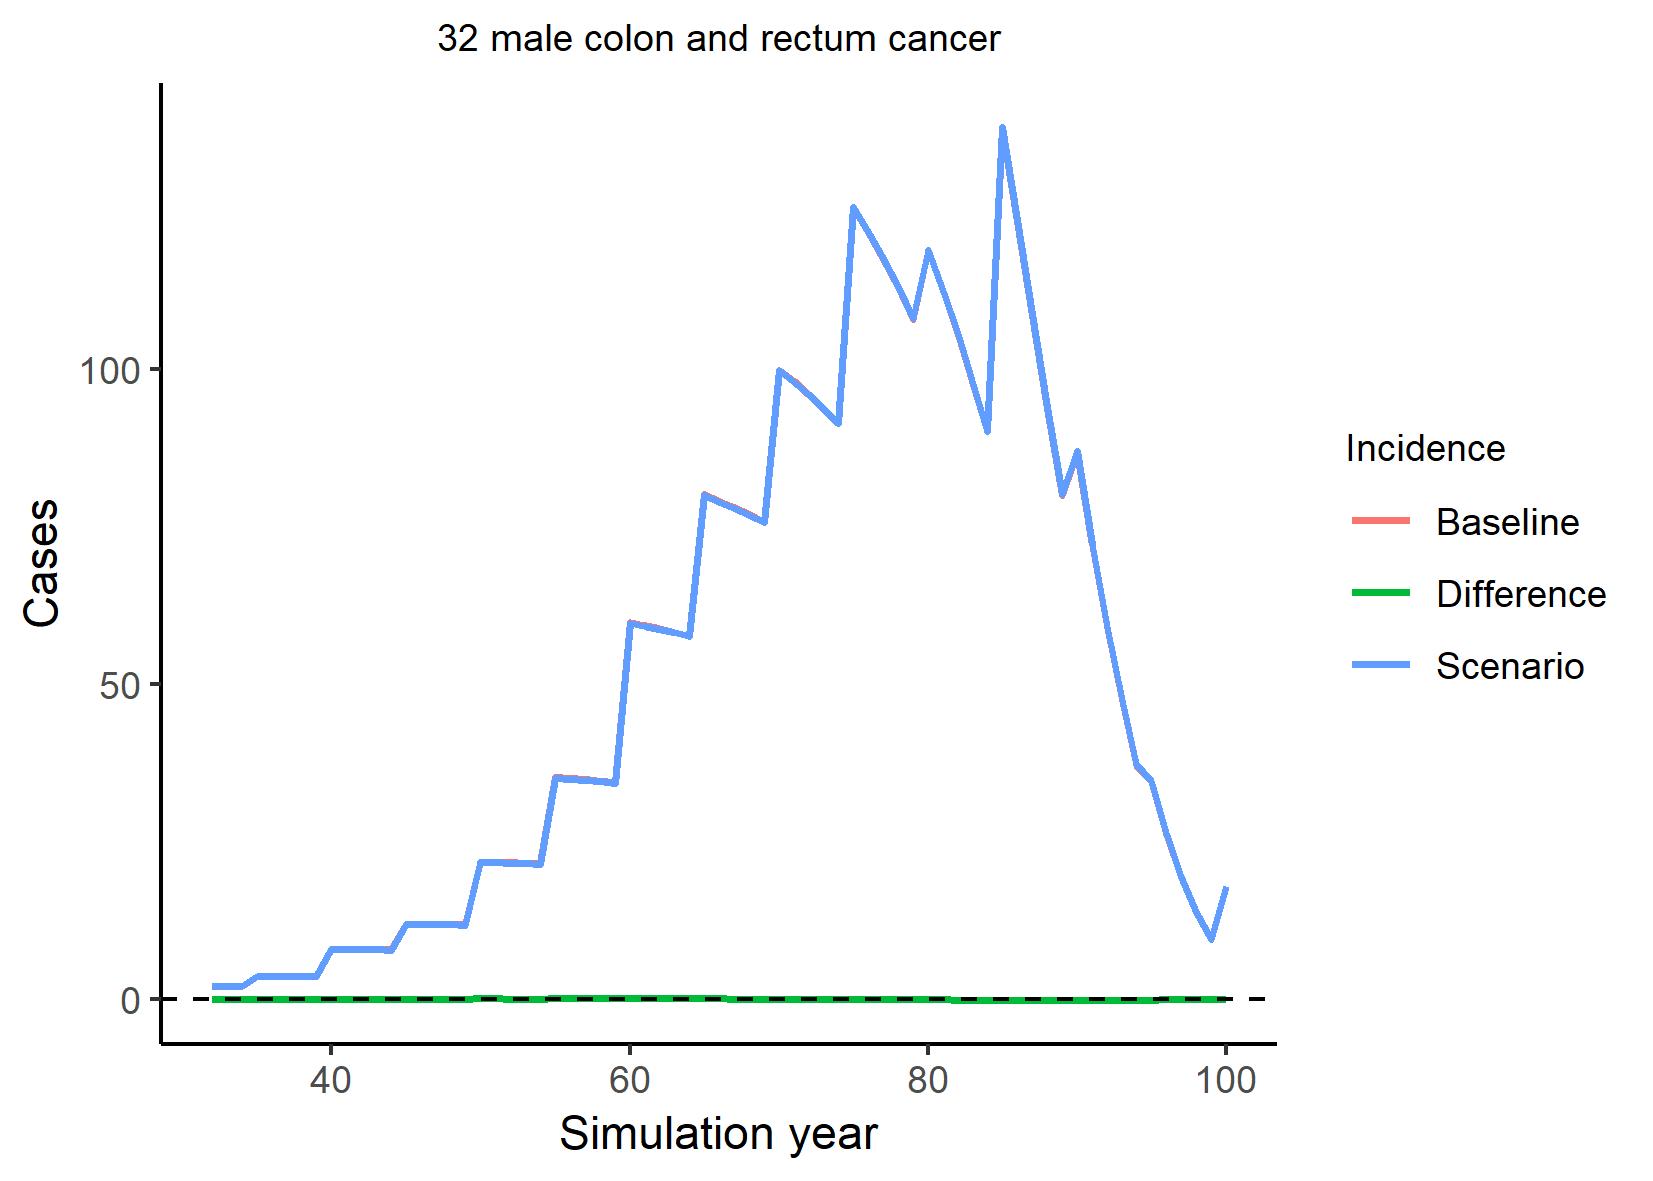 32 male colon and rectum cancer
Cases
100
50
0
40 60 80 100
Simulation year
Incidence
Baseline
Difference
Scenario